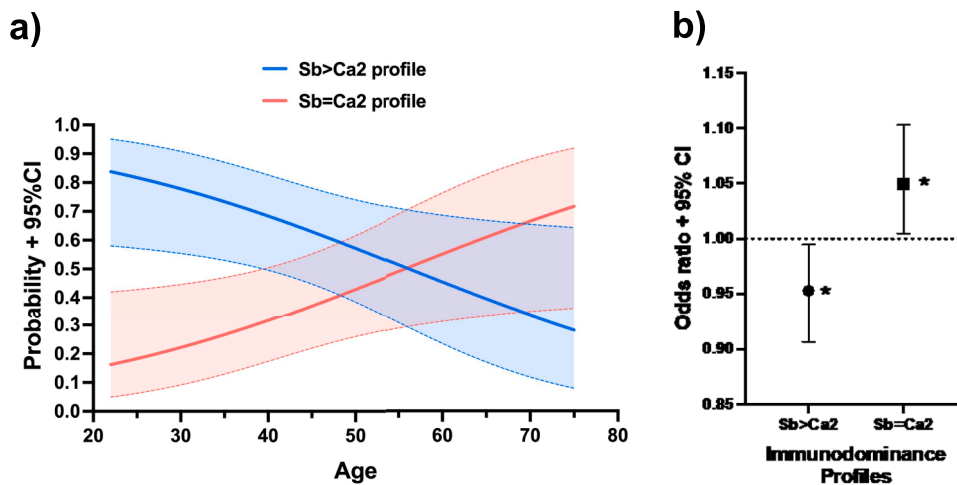 a)
Sb>Ca2 profile
Sb=Ca2 profile
Probability + 95%CI
1.0
0.9
0.8
0.7
0.6
0.5
0.4
0.3
0.2
0.1
0.0
20
30
40
50
60
70
80
Age
b)
Odds ratio + 95% CI
1.15
1.10
1.05
1.00
0.95
0.90
0.85
*
*
Sb>Ca2
Sb=Ca2
Immunodominance
Profiles